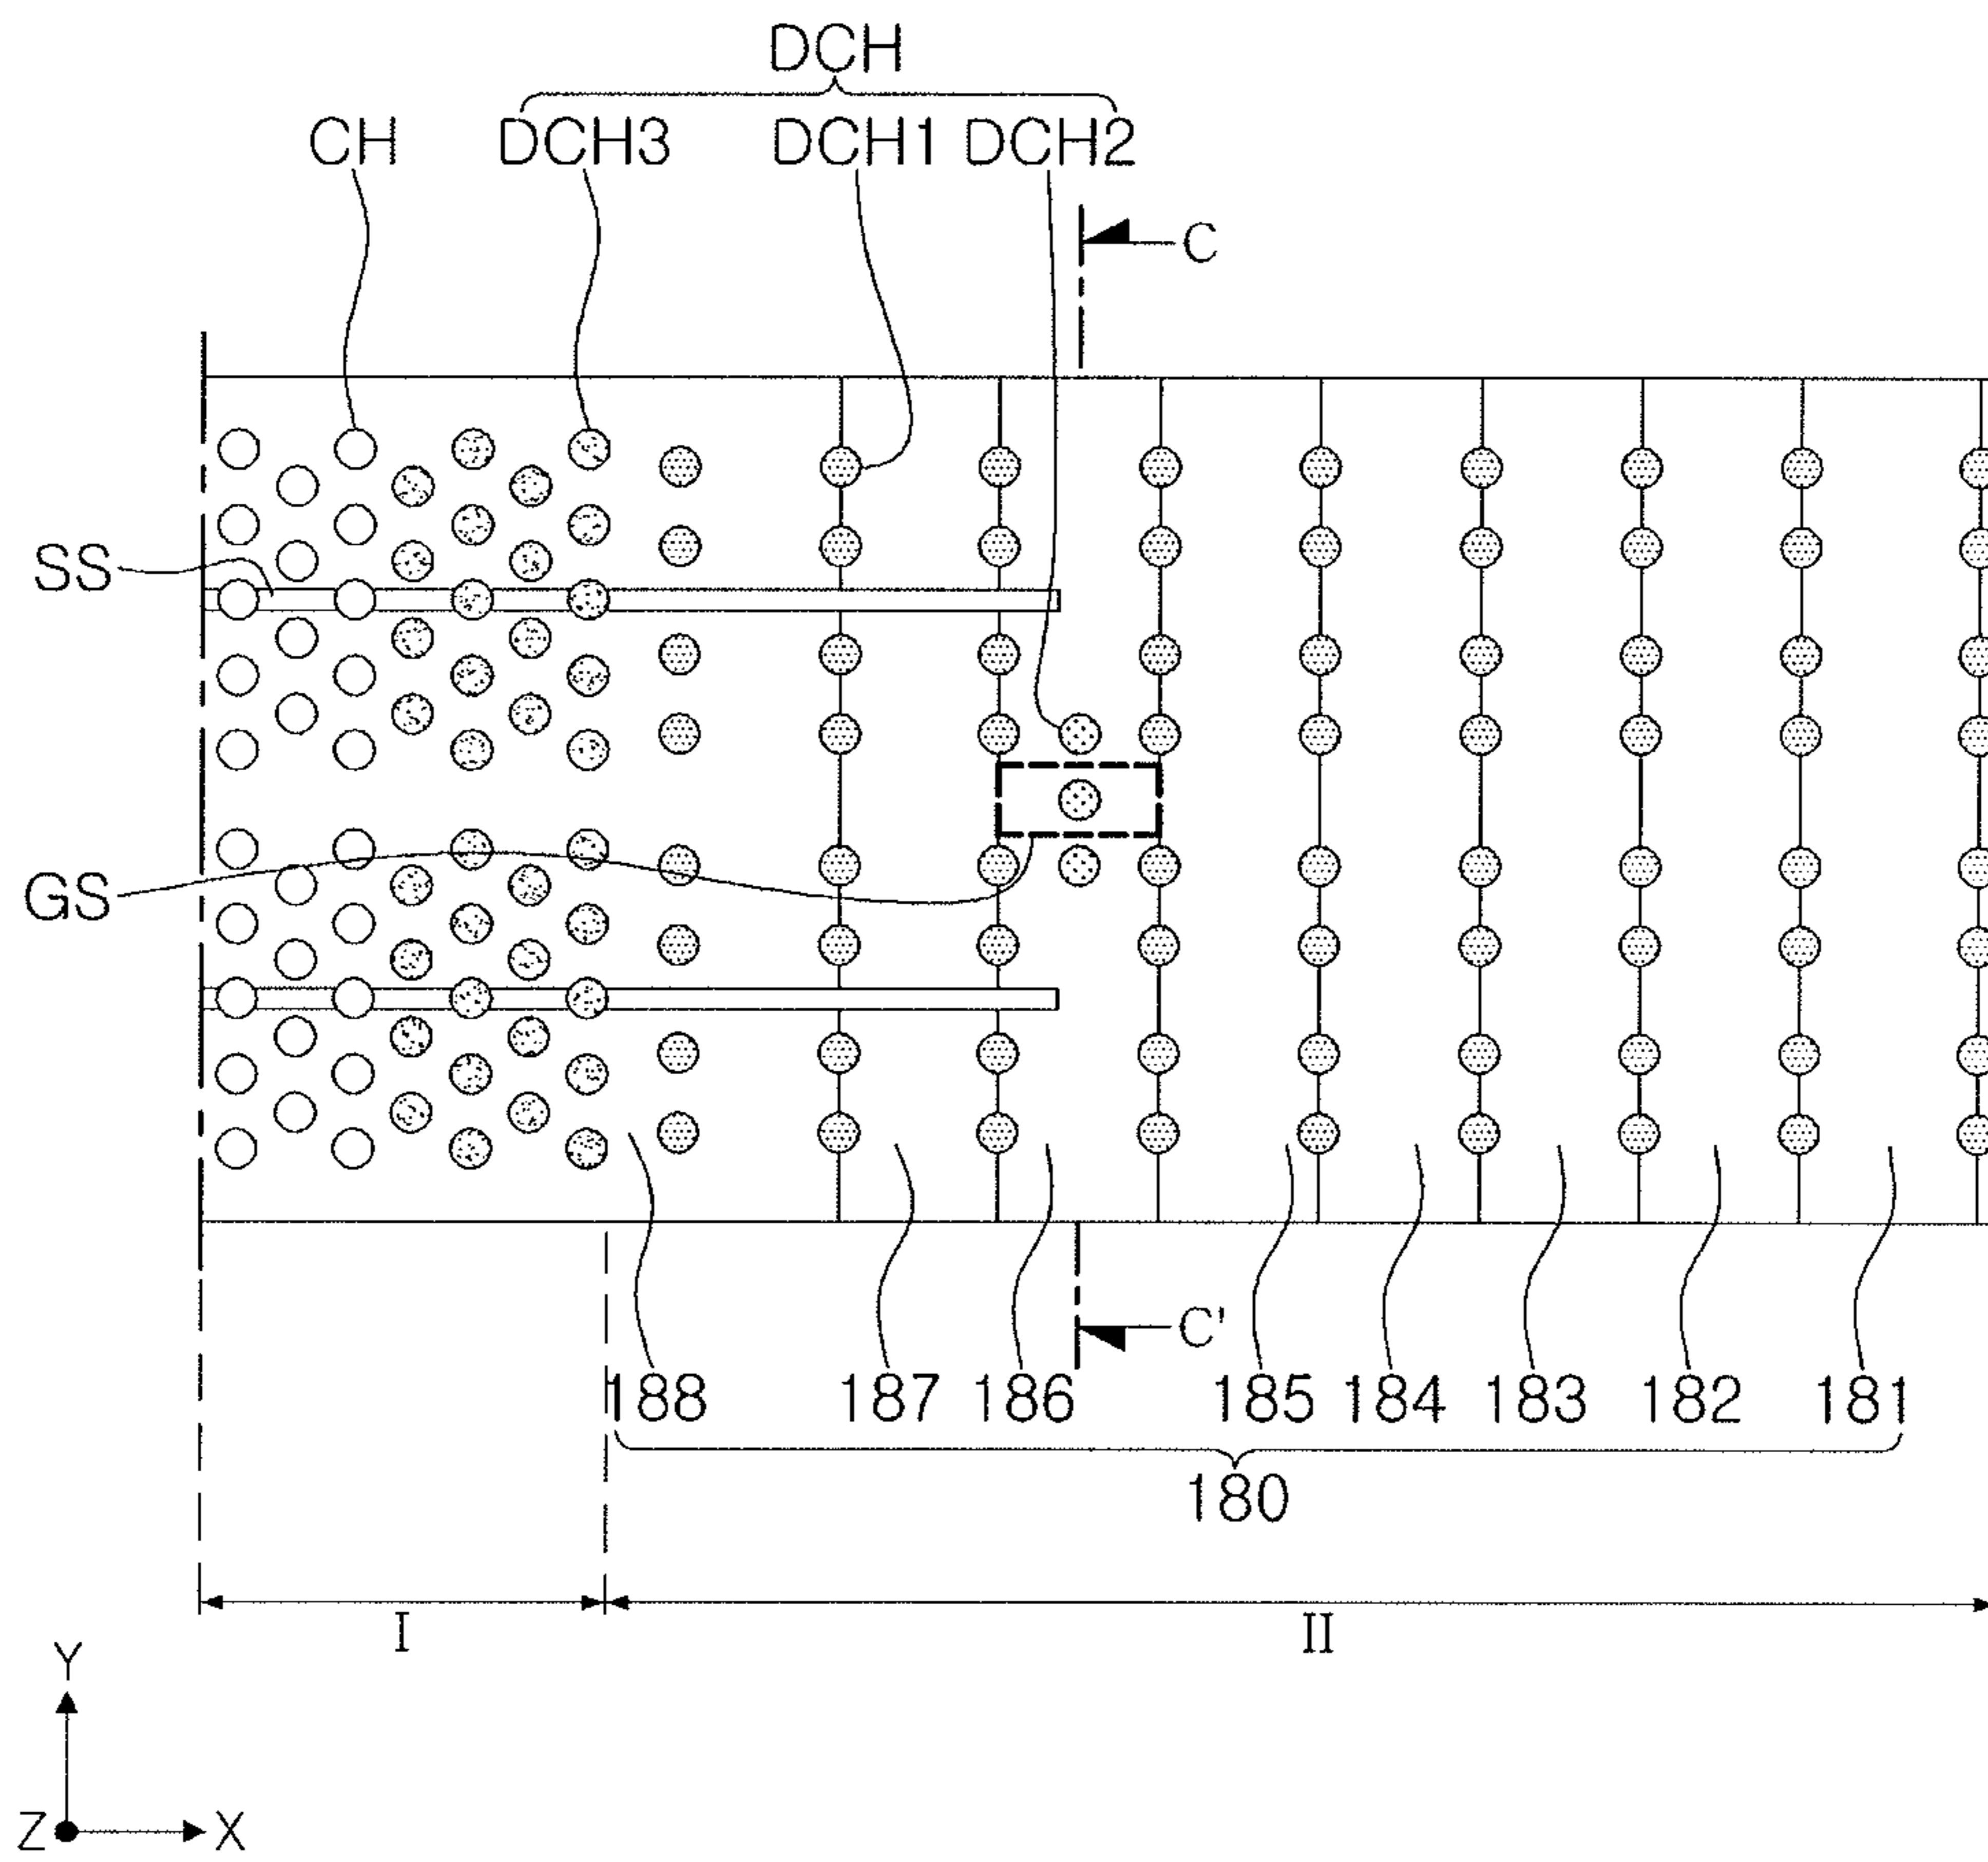 DCH
CH DCH3 DCH1 DCH2
C
SS
GS
C'
188 187 186 185 184 183 182 181
180
I II
Y
Z X